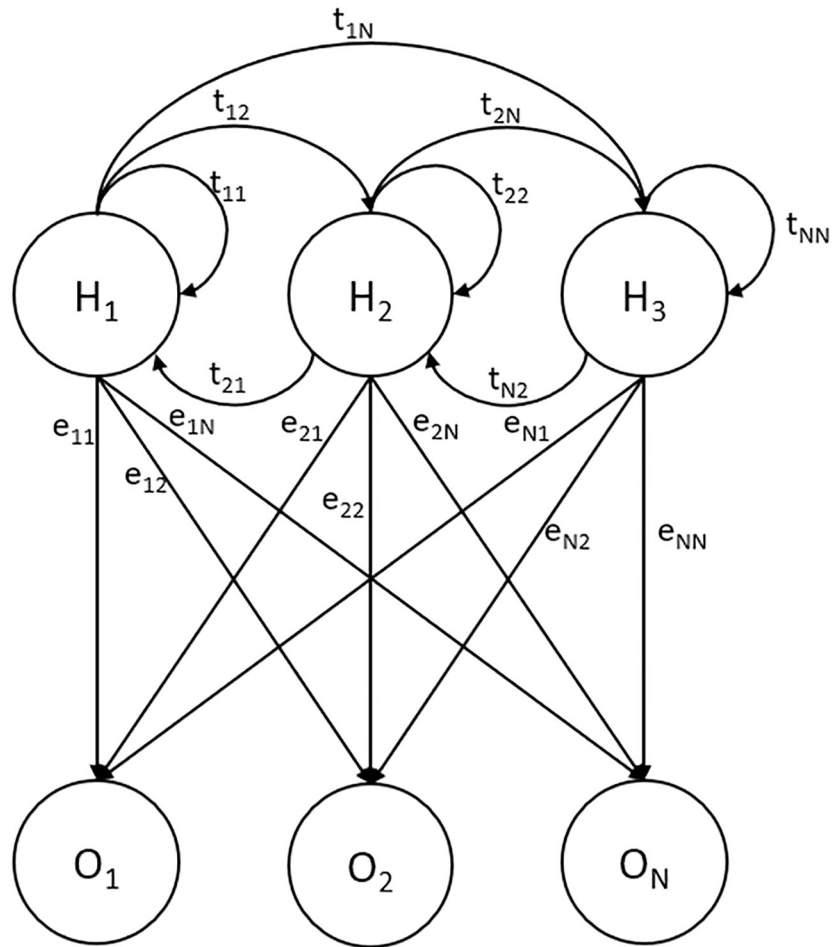 t₁N
t₁₂
t₂N
t₁₁
t₂₂
tNN
H₁
H₂
H₃
t₂₁
tN₂
e₁₁
e₁N
e₂₁
e₂N
eN₁
e₁₂
e₂₂
eN₂
eNN
O₁
O₂
ON